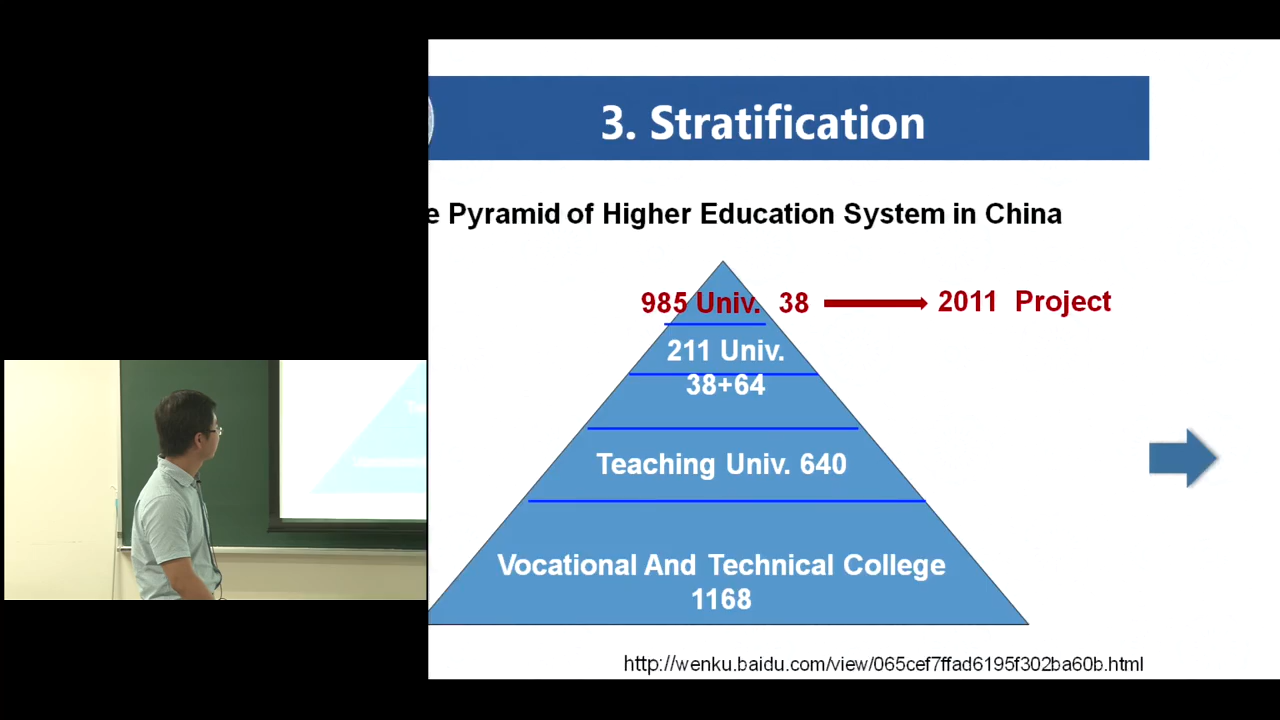 3. Stratification
e Pyramid of Higher Education System in China
985 Univ. 38
2011 Project
211 Univ.
38+64
Teaching Univ. 640
Vocational And Technical College
1168
http://wenku.baidu.com/view/065cef7ffad6195f302ba60b.html